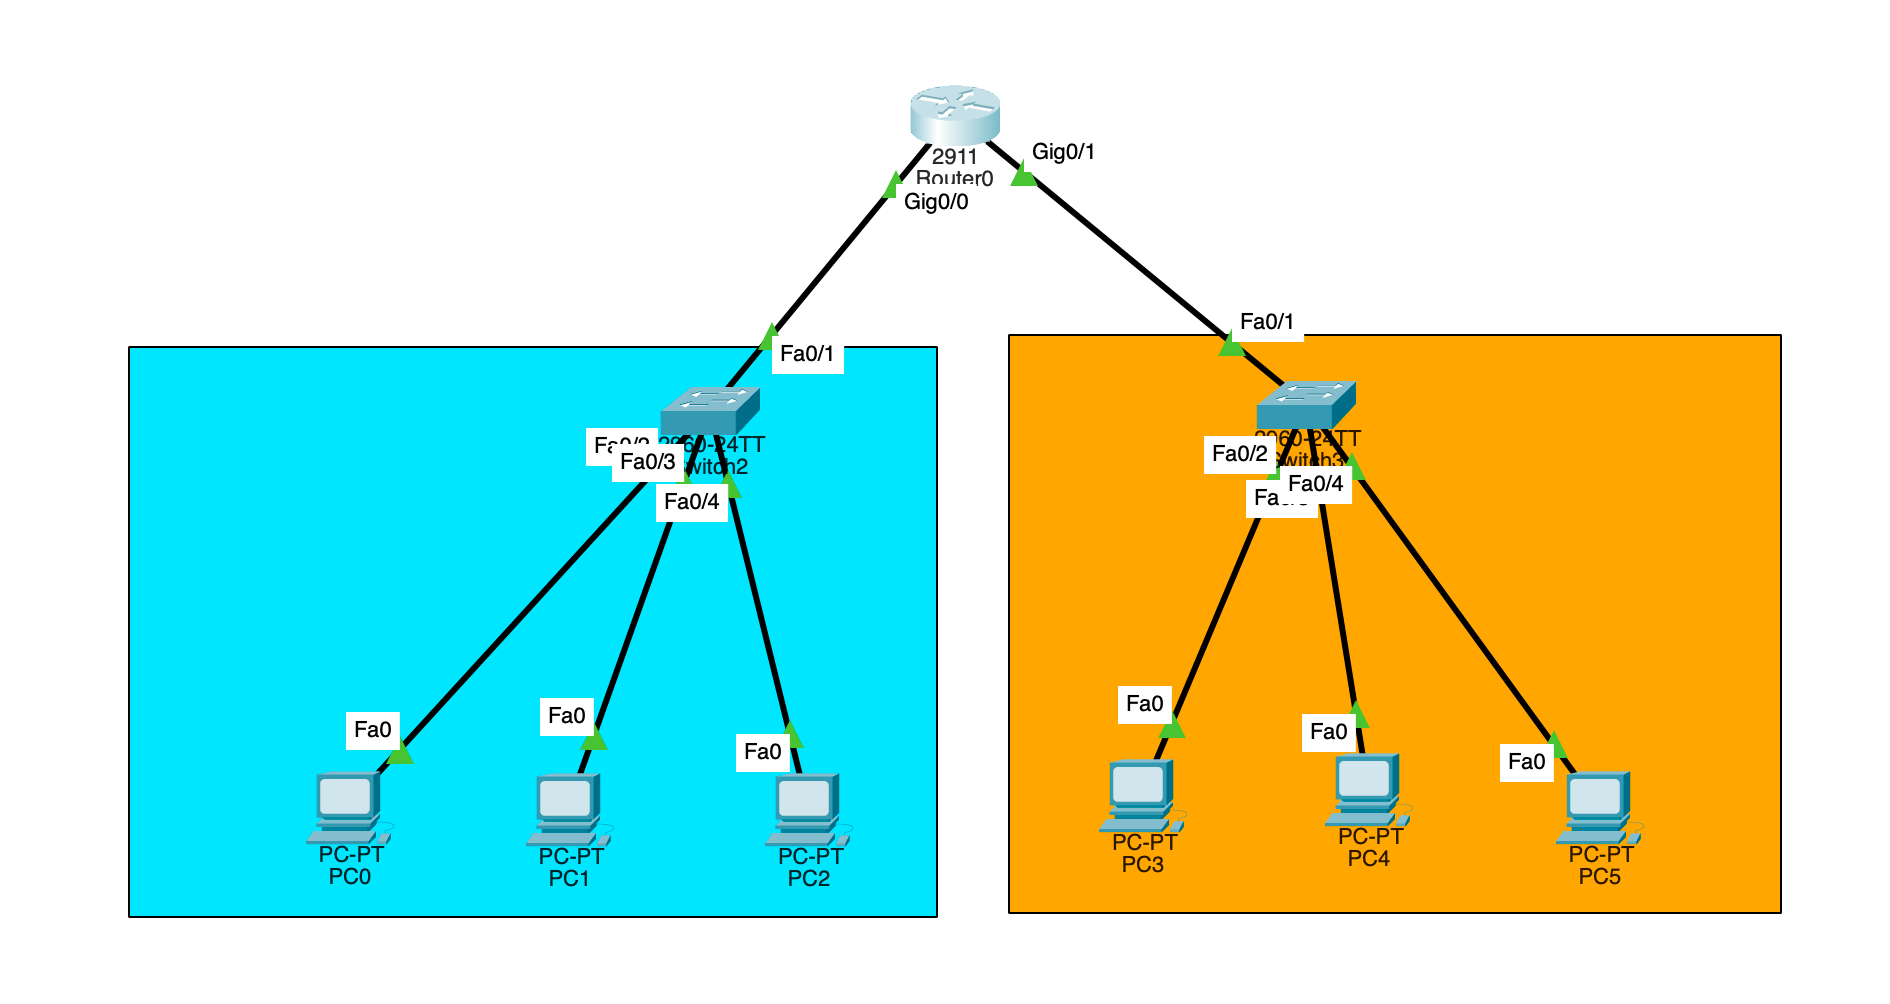 Gig0/1
2911
Router0
Gig0/0
Fa0/1
Fa0/1
Fa0/2
2960-24TT
Switch2
Fa0/3
Fa0/4
2960-24TT
Switch3
Fa0/2
Fa0/4
Fa0
Fa0
Fa0
Fa0
Fa0
Fa0
PC-PT
PC0
PC-PT
PC1
PC-PT
PC2
PC-PT
PC3
PC-PT
PC4
PC-PT
PC5